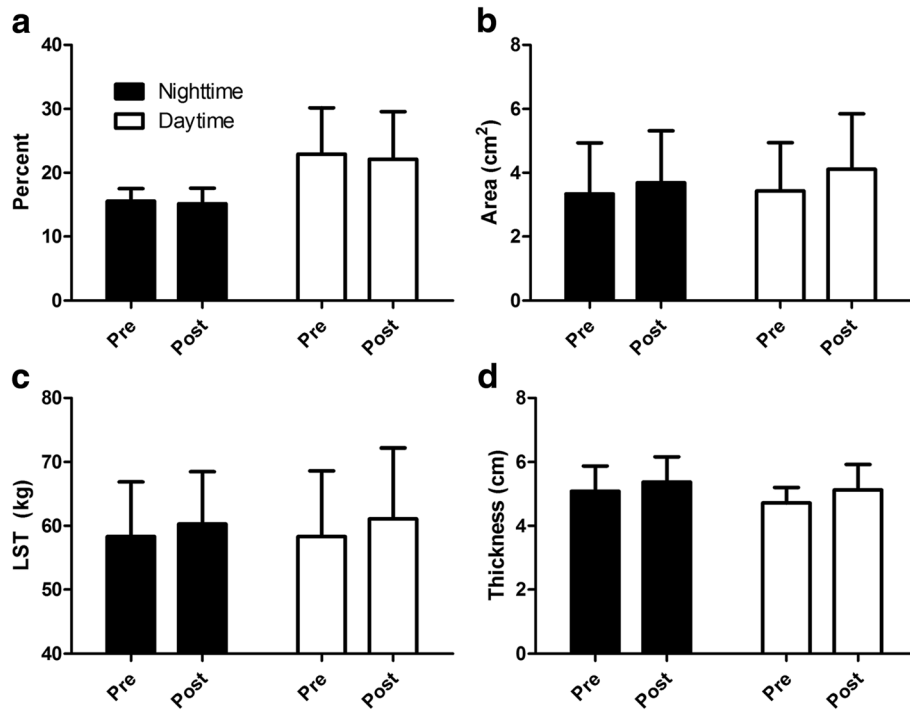 a
40
30
20
10
0
Percent
Nighttime
Daytime
Pre
Post
Pre
Post
b
8
6
4
2
0
Area (cm²)
Pre
Post
Pre
Post
c
80
70
60
50
40
LST (kg)
Pre
Post
Pre
Post
d
8
6
4
2
0
Thickness (cm)
Pre
Post
Pre
Post